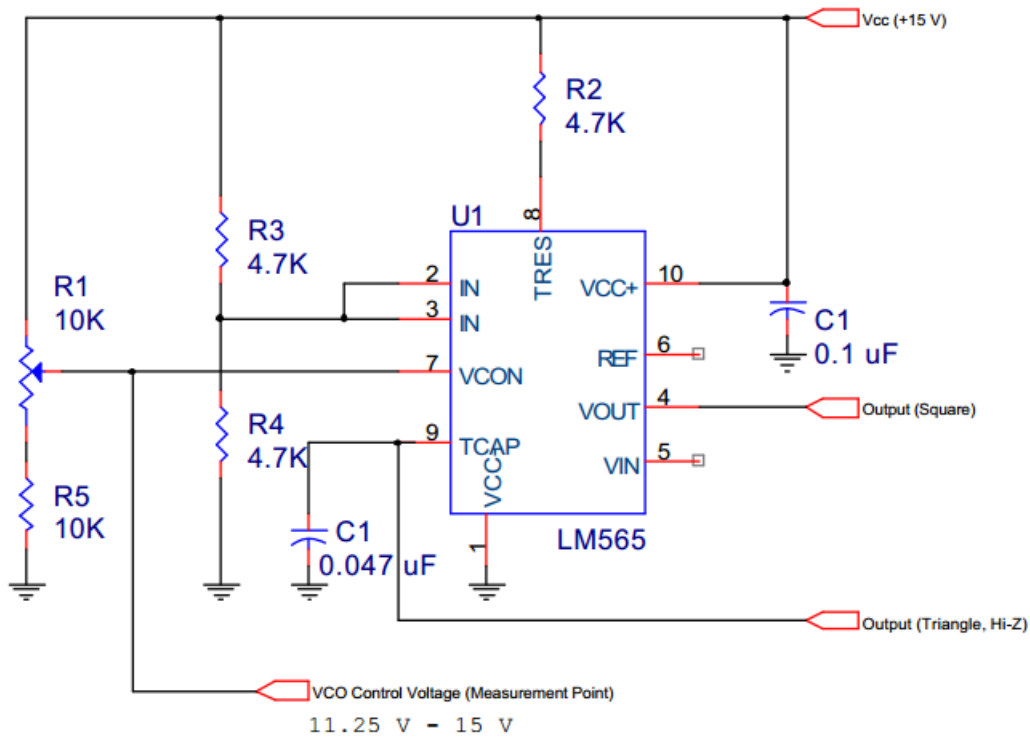 Vcc (+15 V)
R2
4.7K
U1
8
TRES
R3
4.7K
2
IN
VCC+
10
R1
10K
3
IN
C1
0.1 uF
REF
6
7
VCON
VOUT
4
Output (Square)
R4
4.7K
9
TCAP
VIN
5
VCC
R5
10K
C1
0.047 uF
1
LM565
Output (Triangle, Hi-Z)
VCO Control Voltage (Measurement Point)
11.25 V - 15 V